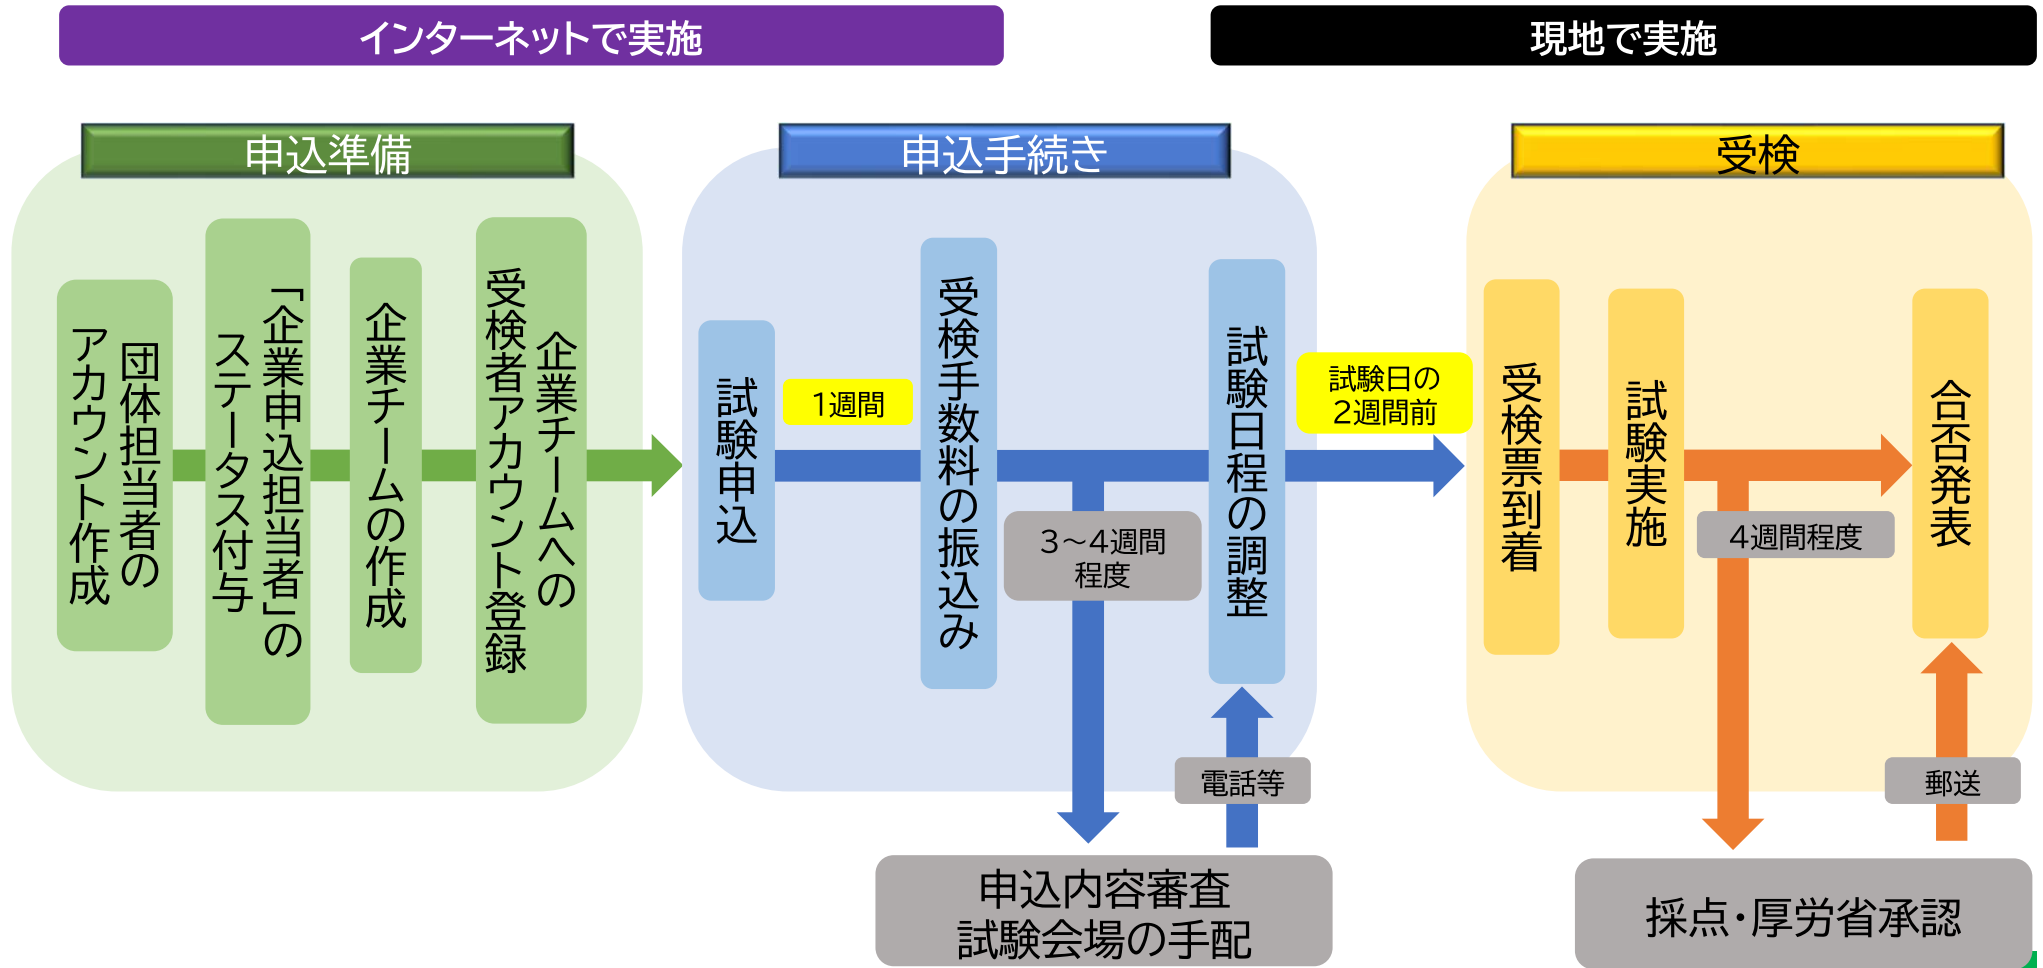 インターネットで実施
現地で実施
申込準備
団体担当者の
アカウント作成
「企業申込担当者」の
ステータス付与
企業チームの作成
企業チームへの
受検者アカウント登録
申込手続き
試験申込
1週間
受検手数料の振込み
3～4週間
程度
試験日程の調整
電話等
申込内容審査
試験会場の手配
試験日の
2週間前
受検
受検票到着
試験実施
4週間程度
合否発表
郵送
採点・厚労省承認